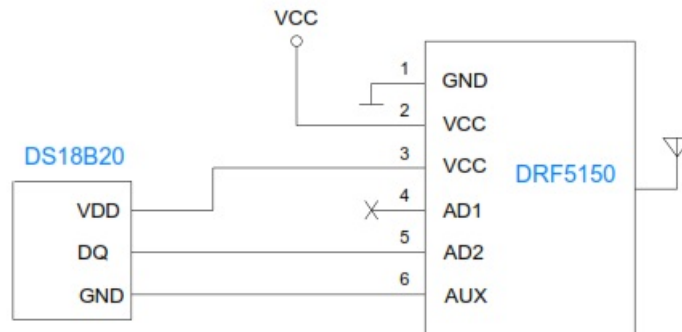 VCC
1
GND
2
VCC
DS18B20
3
VCC
DRF5150
VDD
4
AD1
DQ
5
AD2
GND
6
AUX